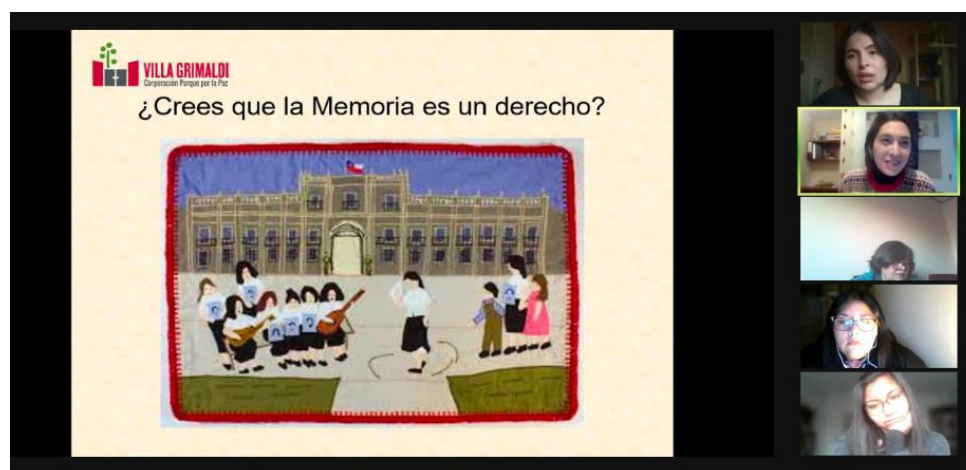 VILLA GRIMALDI
Corporación Parque por la Paz
¿Crees que la Memoria es un derecho?